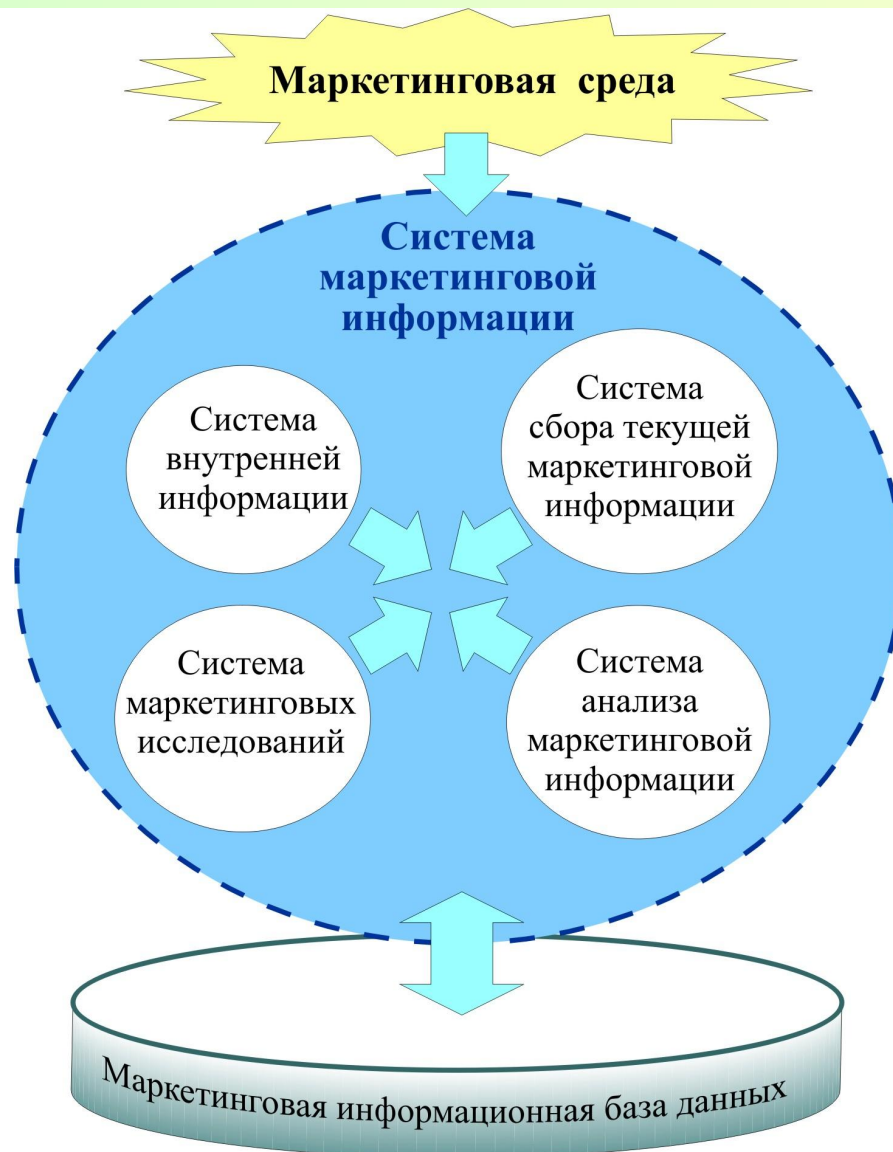 Маркетинговая среда
Система
маркетинговой
информации
Система
внутренней
информации
Система
сбора текущей
маркетинговой
информации
Система
маркетинговых
исследований
Система
анализа
маркетинговой
информации
Маркетинговая информационная база данных